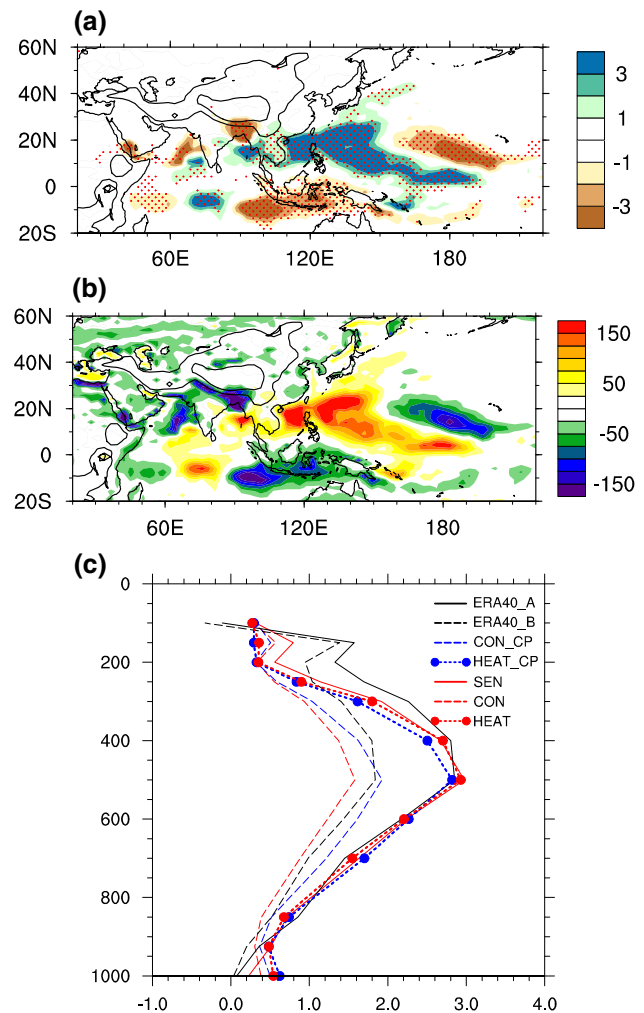 (a)
60N
40N
20N
0
20S
60E
120E
180
3
1
-1
-3
(b)
60N
40N
20N
0
20S
60E
120E
180
150
50
-50
-150
(c)
0
200
400
600
800
1000
-1.0
0.0
1.0
2.0
3.0
4.0
ERA40_A
ERA40_B
CON_CP
HEAT_CP
SEN
CON
HEAT